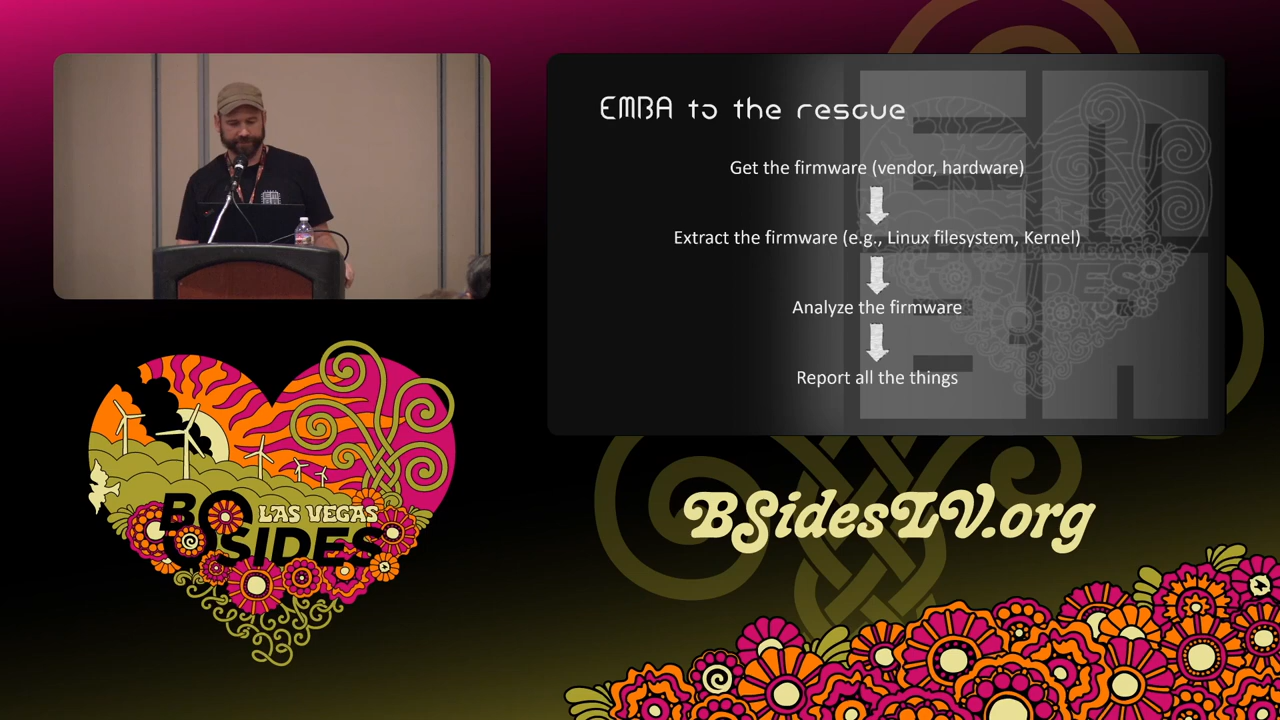 EMBA to the rescue
Get the firmware (vendor, hardware)
Extract the firmware (e.g., Linux filesystem, Kernel)
Analyze the firmware
Report all the things
BSidesLV.org
LAS VEGAS
BSIDES